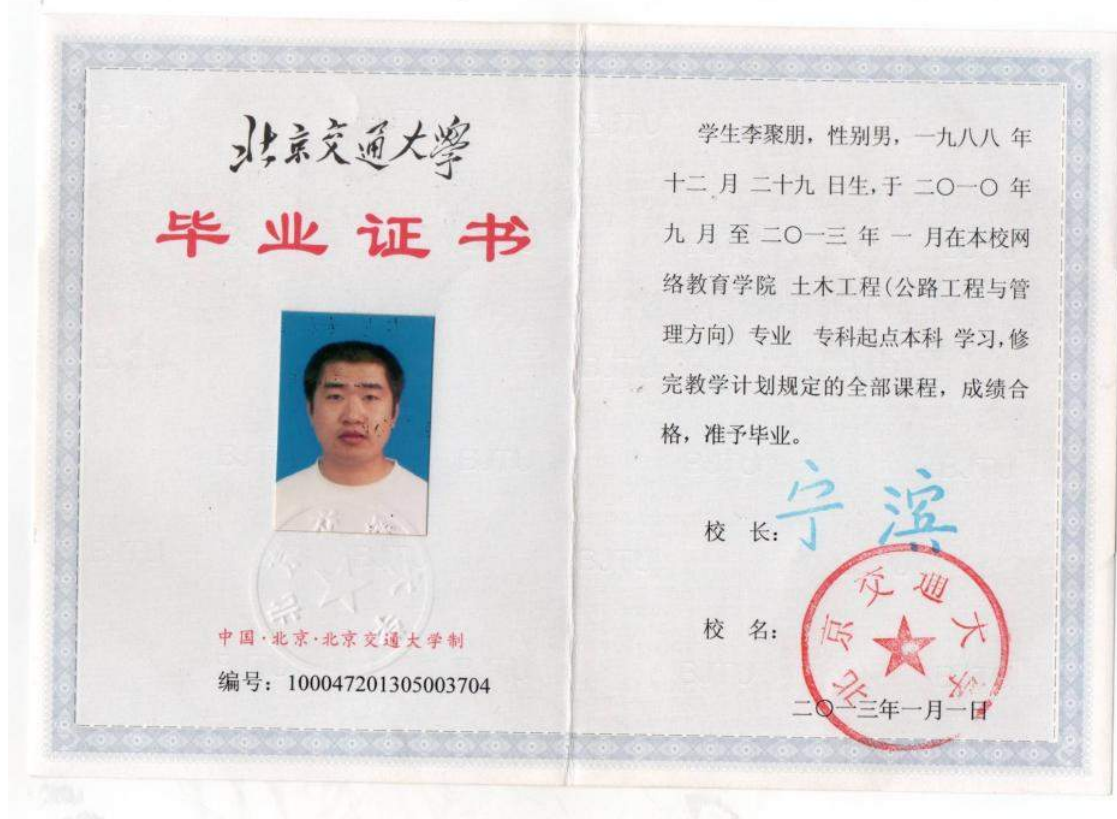 北京交通大学
毕业证书
中国·北京·北京交通大学制
编号：100047201305003704
学生李聚朋，性别男，一九八八 年
十二 月 二十九 日生,于 二〇一〇 年
九 月 至 二〇一三 年 一 月在本校网
络教育学院 土木工程(公路工程与管
理方向) 专业 专科起点本科 学习,修
完教学计划规定的全部课程，成绩合
格，准予毕业。
校 长：宁滨
校 名：
北京交通大学
二〇一三年一月一日